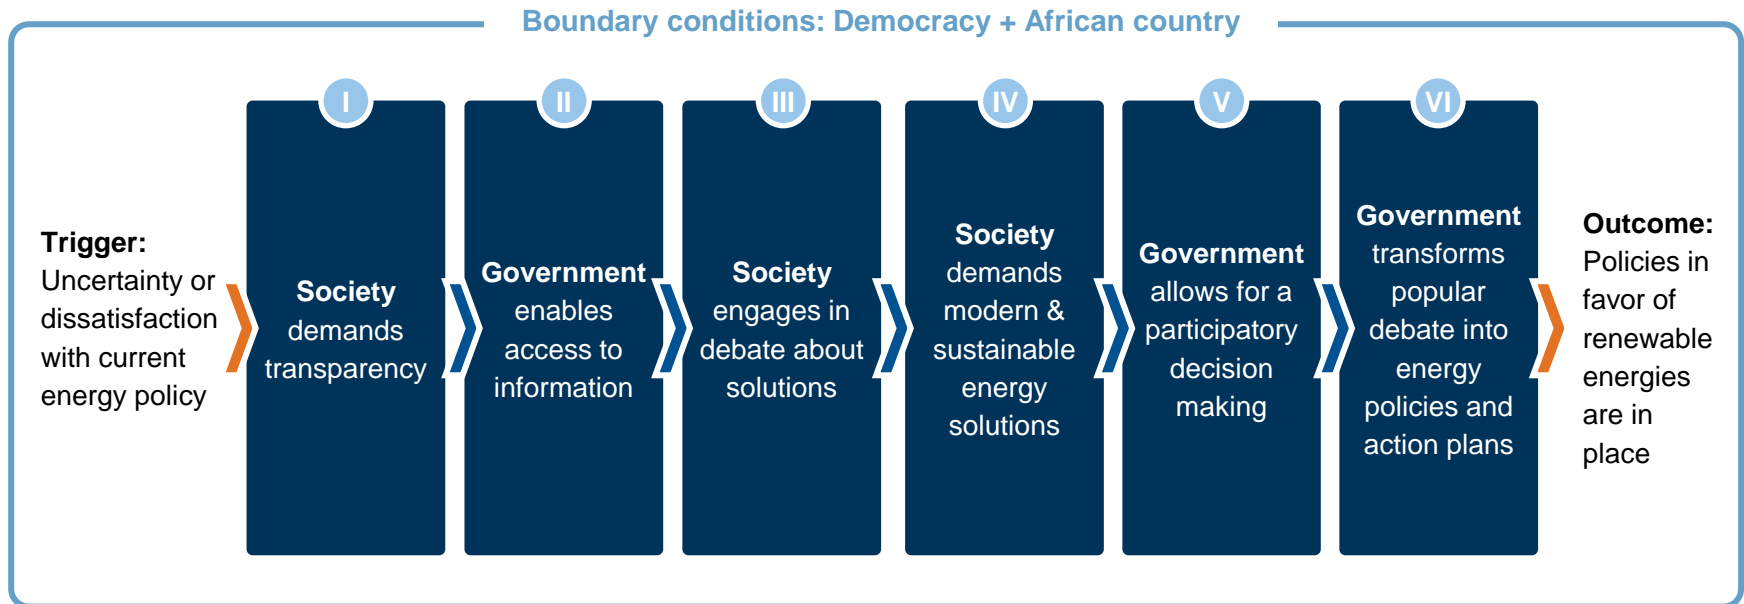 Boundary conditions: Democracy + African country
Trigger:
Uncertainty or
dissatisfaction
with current
energy policy
I
Society
demands
transparency
II
Government
enables
access to
information
III
Society
engages in
debate about
solutions
IV
Society
demands
modern &
sustainable
energy
solutions
V
Government
allows for a
participatory
decision
making
VI
Government
transforms
popular
debate into
energy
policies and
action plans
Outcome:
Policies in
favor of
renewable
energies
are in
place